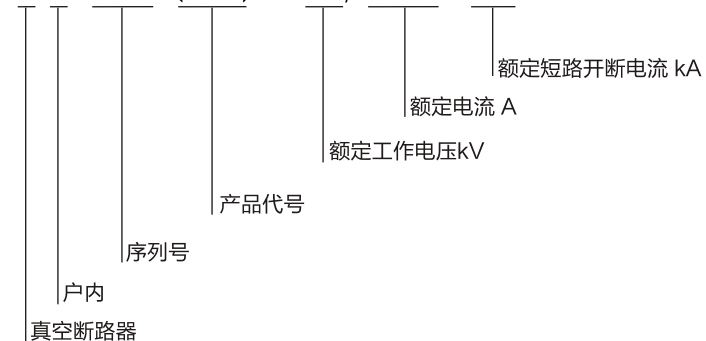 额定短路开断电流 kA
额定电流 A
额定工作电压kV
产品代号
序列号
户内
真空断路器